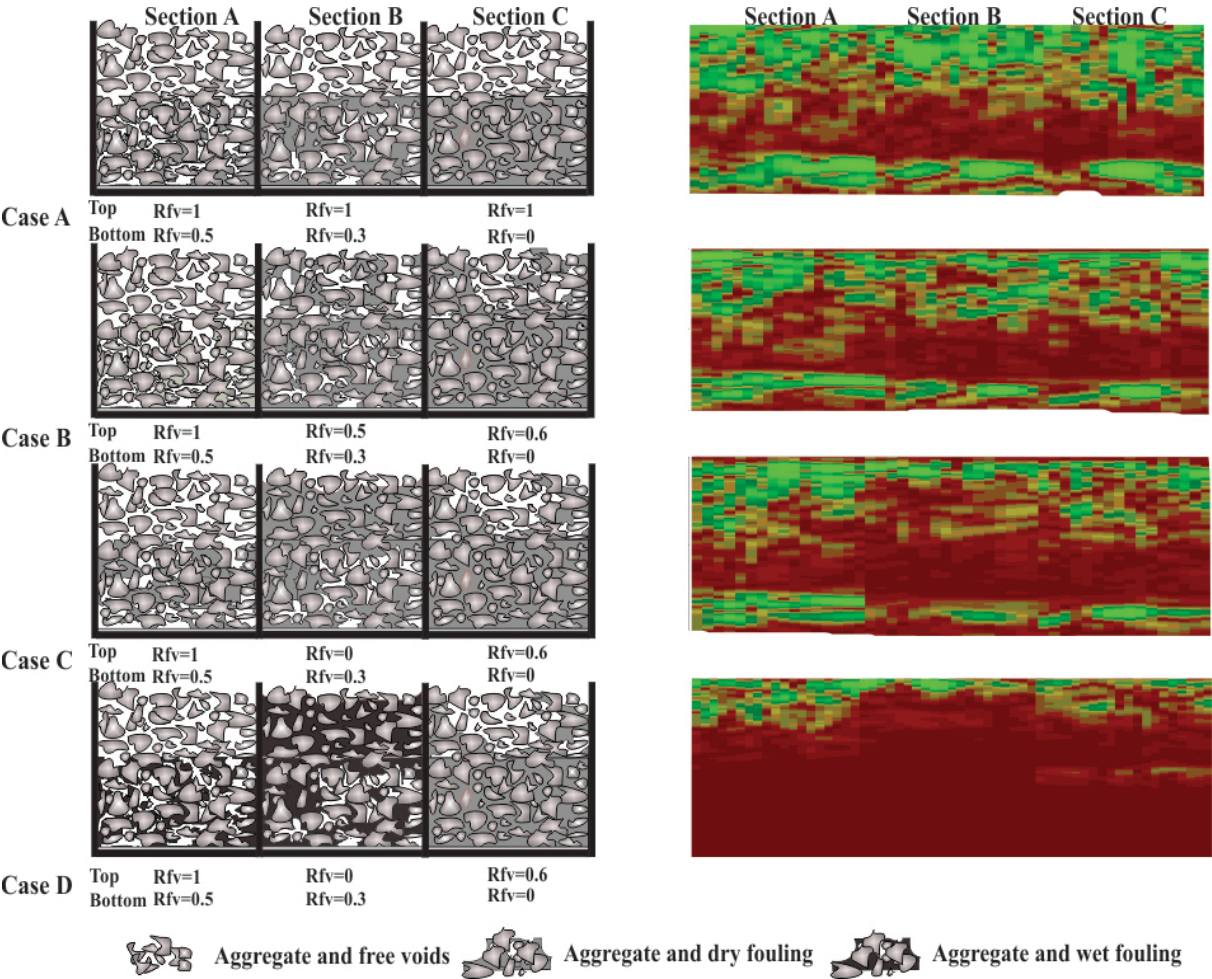 Section A Section B Section C Section A Section B Section C
Case A Top Rfv=1 Rfv=1 Rfv=1
Bottom Rfv=0.5 Rfv=0.3 Rfv=0
Case B Top Rfv=1 Rfv=0.5 Rfv=0.6
Bottom Rfv=0.5 Rfv=0.3 Rfv=0
Case C Top Rfv=1 Rfv=0 Rfv=0.6
Bottom Rfv=0.5 Rfv=0.3 Rfv=0
Case D Top Rfv=1 Rfv=0 Rfv=0.6
Bottom Rfv=0.5 Rfv=0.3 Rfv=0
Aggregate and free voids Aggregate and dry fouling Aggregate and wet fouling